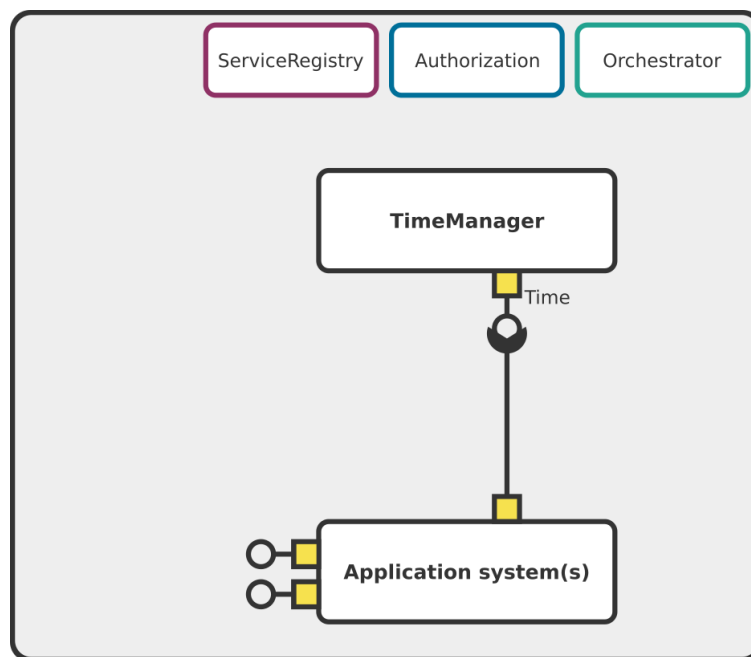 ServiceRegistry
Authorization
Orchestrator
TimeManager
Time
Application system(s)